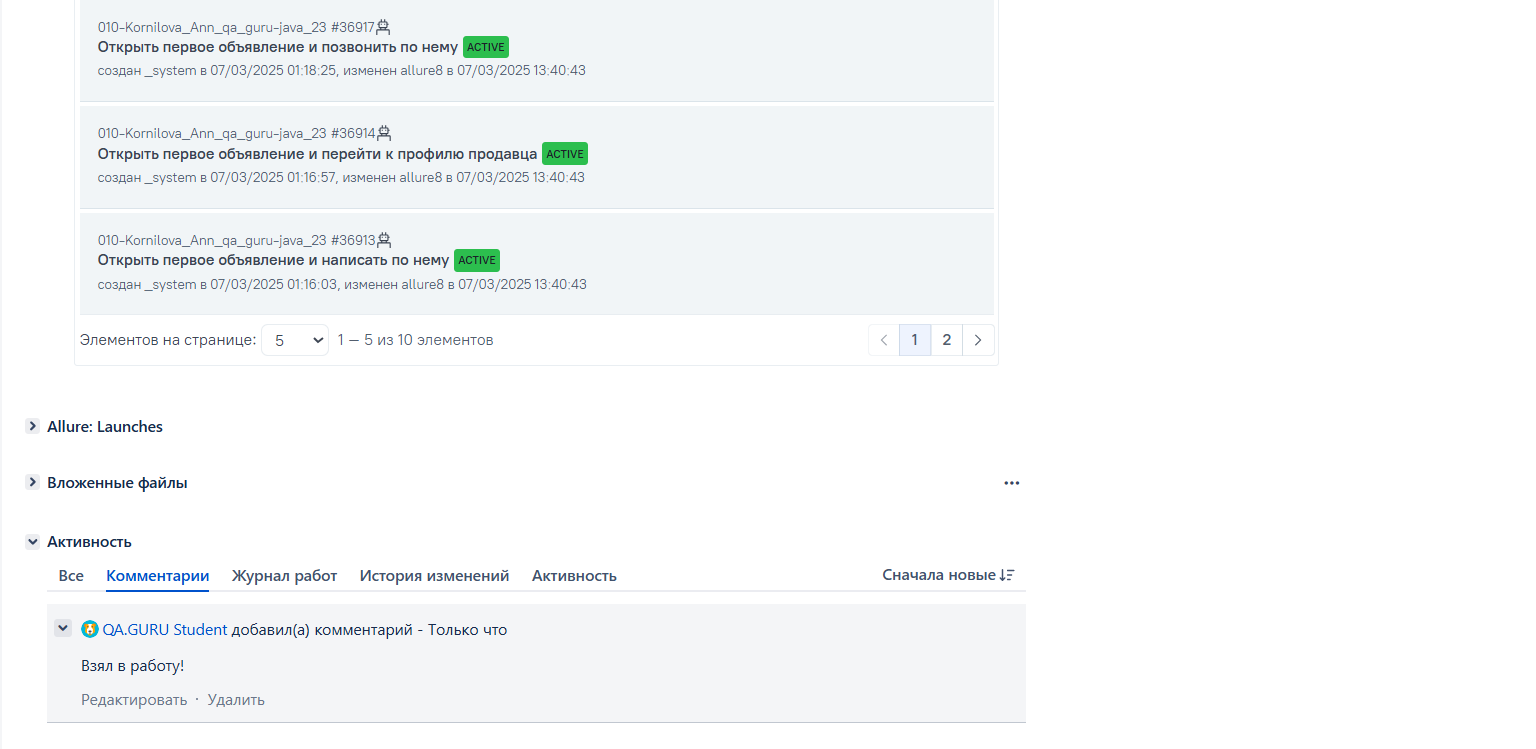 010-Kornilova_Ann_qa_guru-java_23 #36917
Открыть первое объявление и позвонить по нему ACTIVE
создан _system в 07/03/2025 01:18:25, изменен allure8 в 07/03/2025 13:40:43
010-Kornilova_Ann_qa_guru-java_23 #36914
Открыть первое объявление и перейти к профилю продавца ACTIVE
создан _system в 07/03/2025 01:16:57, изменен allure8 в 07/03/2025 13:40:43
010-Kornilova_Ann_qa_guru-java_23 #36913
Открыть первое объявление и написать по нему ACTIVE
создан _system в 07/03/2025 01:16:03, изменен allure8 в 07/03/2025 13:40:43
Элементов на странице: 5 1 — 5 из 10 элементов 1 2
Allure: Launches
Вложенные файлы
Активность
Все Комментарии Журнал работ История изменений Активность Сначала новые
QA.GURU Student добавил(а) комментарий - Только что
Взял в работу!
Редактировать · Удалить